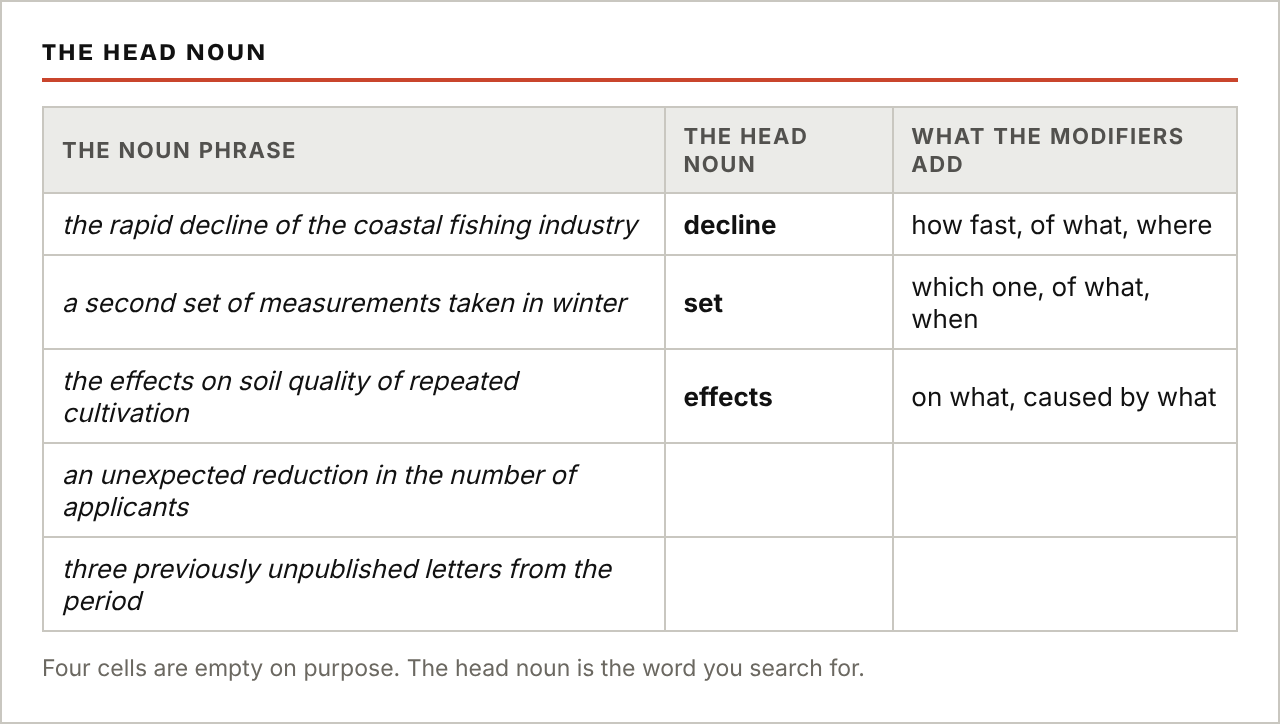 THE HEAD NOUN
THE NOUN PHRASE
THE HEAD
NOUN
WHAT THE MODIFIERS
ADD
the rapid decline of the coastal fishing industry
decline
how fast, of what, where
a second set of measurements taken in winter
set
which one, of what,
when
the effects on soil quality of repeated
cultivation
effects
on what, caused by what
an unexpected reduction in the number of
applicants
three previously unpublished letters from the
period
Four cells are empty on purpose. The head noun is the word you search for.